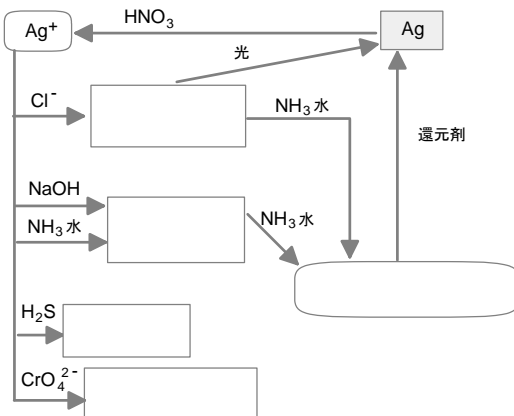 HNO₃
Ag⁺
Ag
光
Cl⁻
NH₃水
還元剤
NaOH
NH₃水
NH₃水
H₂S
CrO₄²⁻